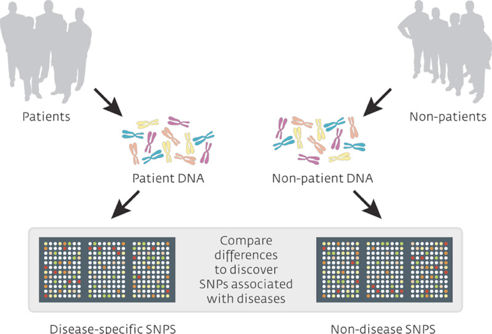 Patients
Non-patients
Patient DNA
Non-patient DNA
Compare
differences
to discover
SNPs associated
with diseases
Disease-specific SNPS
Non-disease SNPS